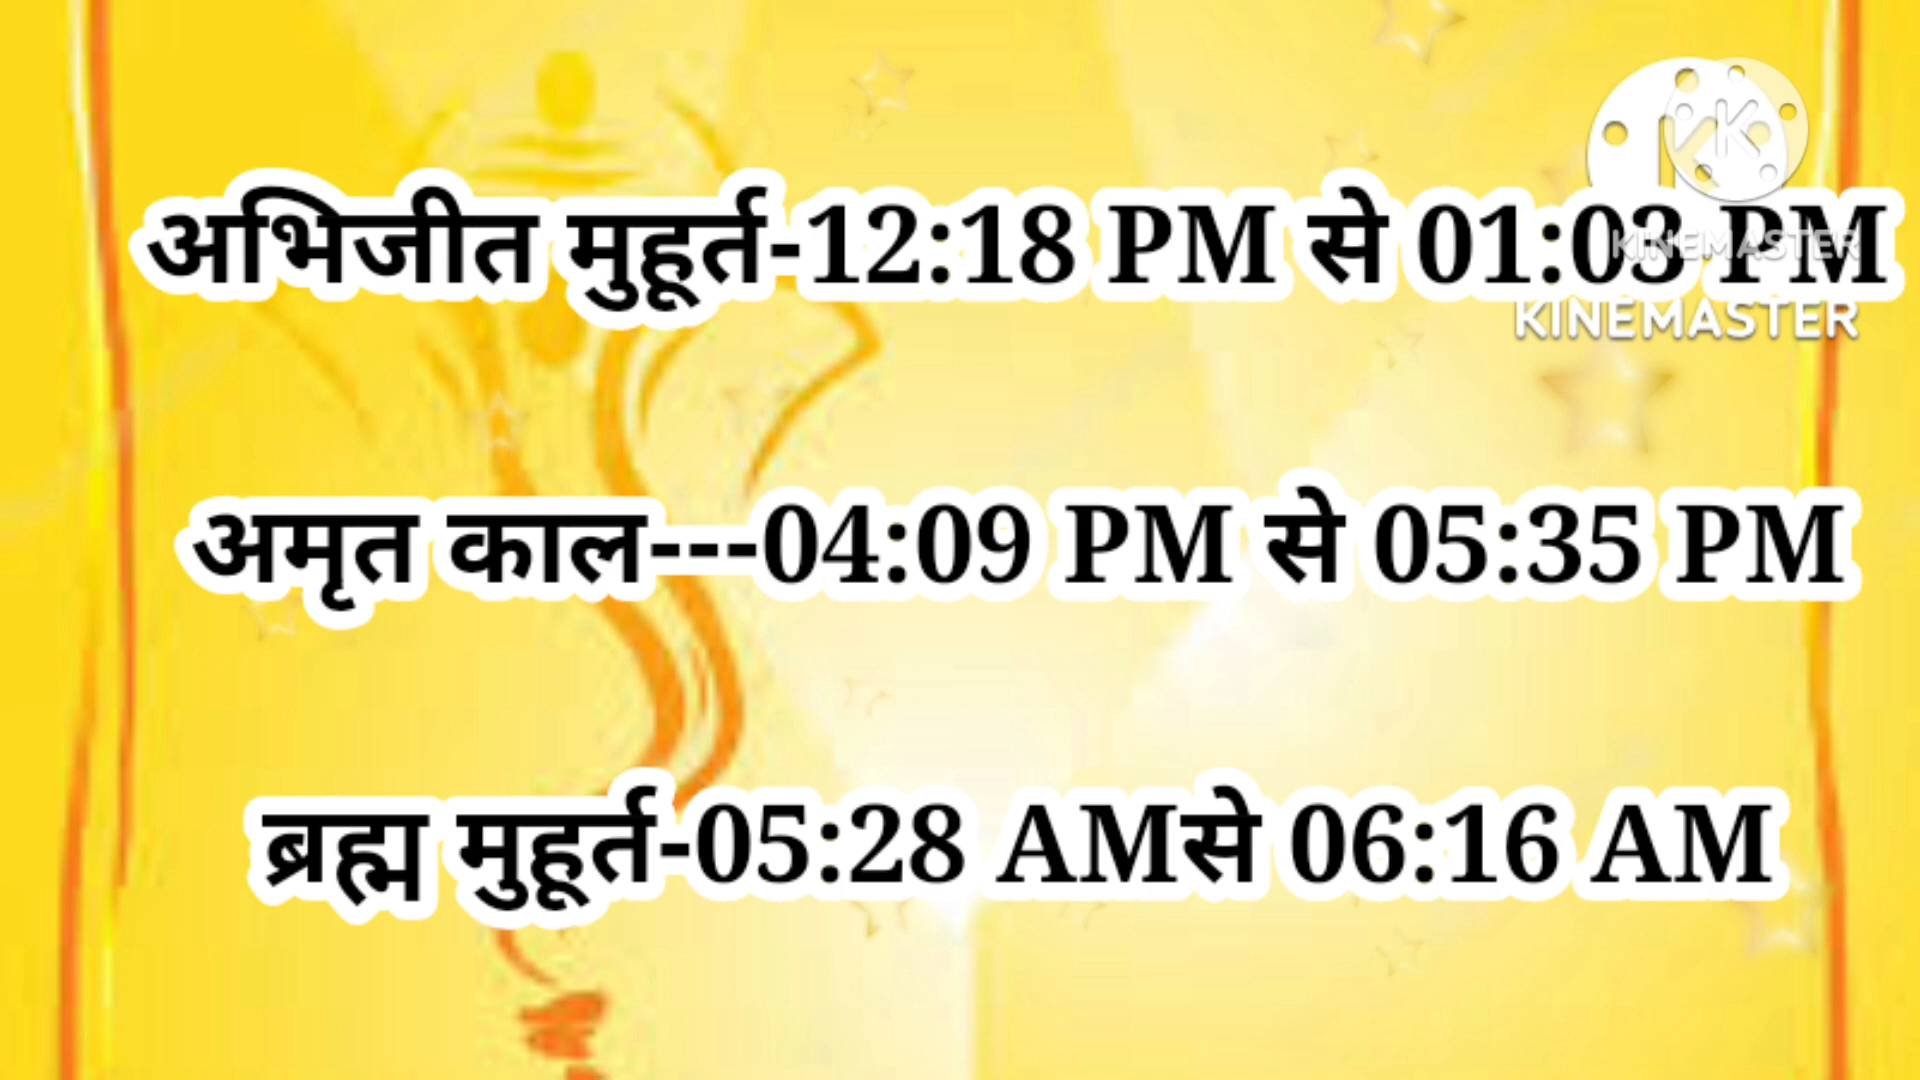 अभिजीत मुहूर्त-12:18 PM से 01:03 PM
KINEMASTER
KINEMASTER
अमृत काल---04:09 PM से 05:35 PM
ब्रह्म मुहूर्त-05:28 AMसे 06:16 AM